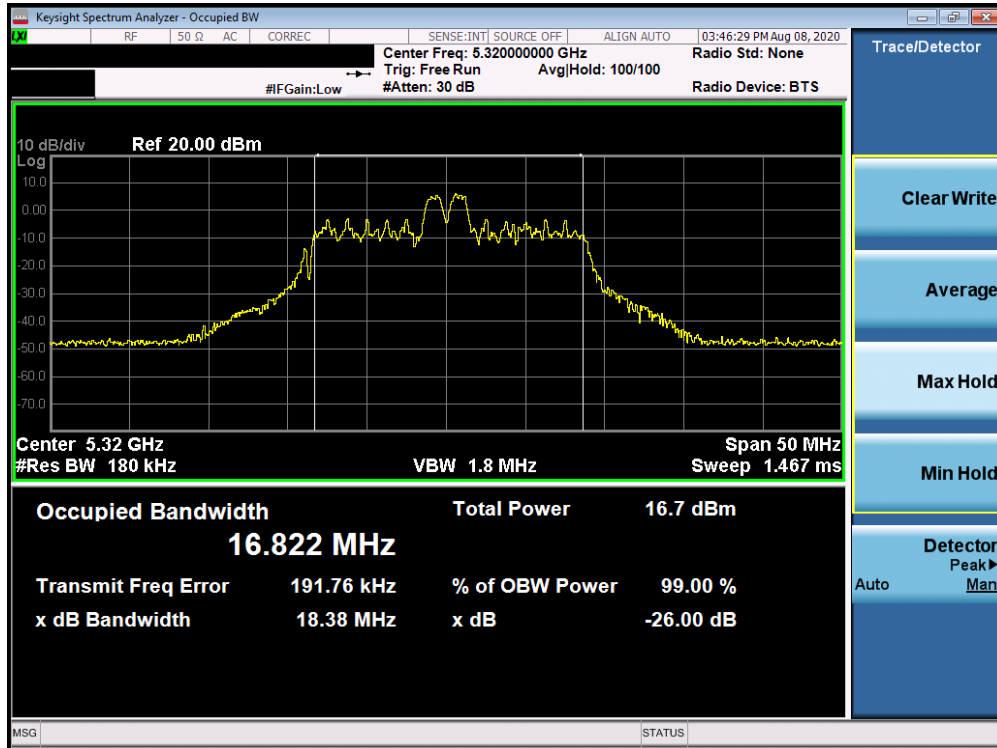 Keysight Spectrum Analyzer - Occupied BW
LXI RF 50 Ω AC CORREC SENSE:INT SOURCE OFF ALIGN AUTO 03:46:29 PM Aug 08, 2020
Center Freq: 5.320000000 GHz Radio Std: None
Trig: Free Run Avg|Hold: 100/100
#IFGain:Low #Atten: 30 dB Radio Device: BTS
Trace/Detector
10 dB/div Ref 20.00 dBm
Log
10.0
0.00
-10.0
-20.0
-30.0
-40.0
-50.0
-60.0
-70.0
Center 5.32 GHz Span 50 MHz
#Res BW 180 kHz VBW 1.8 MHz Sweep 1.467 ms
Occupied Bandwidth Total Power 16.7 dBm
16.822 MHz
Transmit Freq Error 191.76 kHz % of OBW Power 99.00 %
x dB Bandwidth 18.38 MHz x dB -26.00 dB
Clear Write
Average
Max Hold
Min Hold
Detector
Peak▶
Auto Man
MSG STATUS